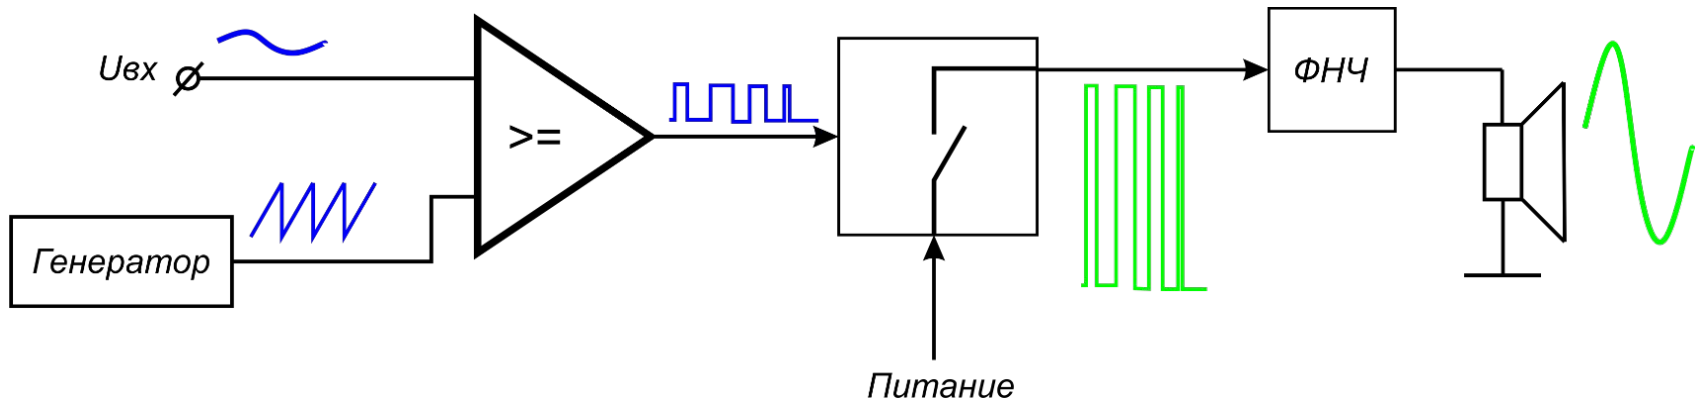 Uвх
Генератор
>=
Питание
ФНЧ